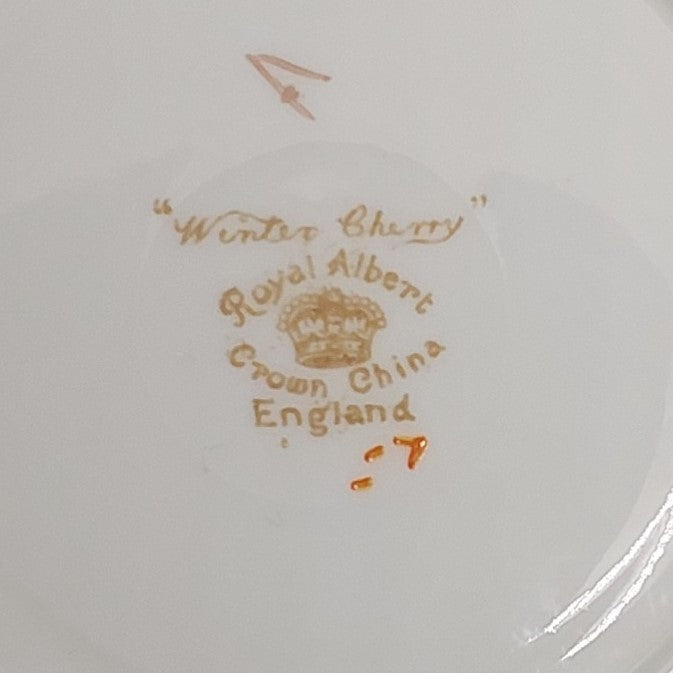 "Winter Cherry"
Royal Albert
Crown China
England